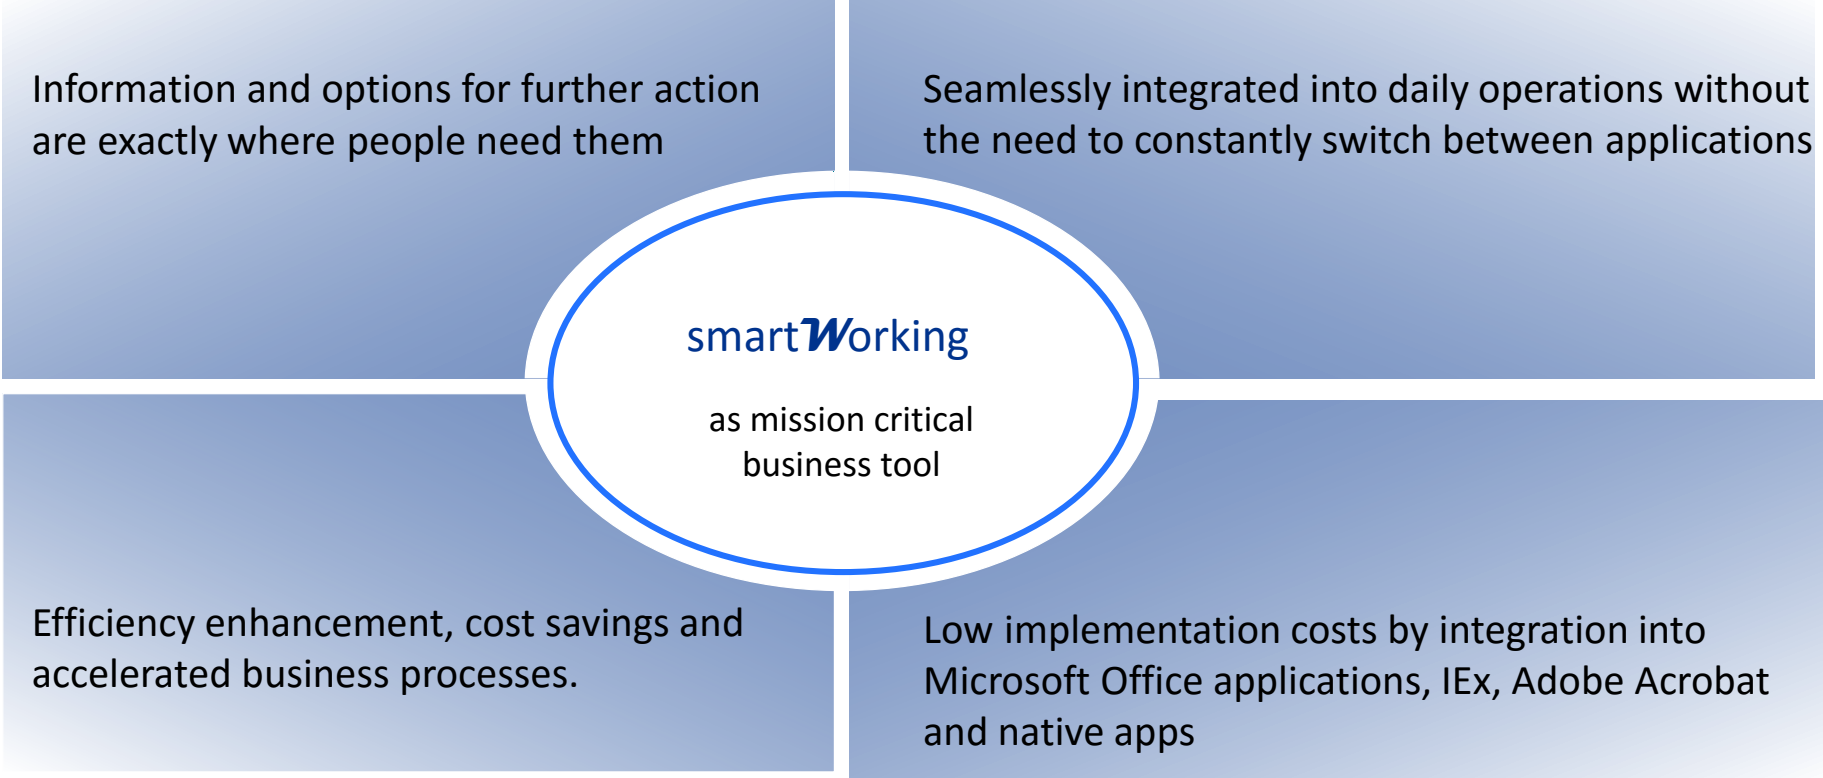 Information and options for further action
are exactly where people need them
Seamlessly integrated into daily operations without
the need to constantly switch between applications
smartWorking
as mission critical
business tool
Efficiency enhancement, cost savings and
accelerated business processes.
Low implementation costs by integration into
Microsoft Office applications, IEx, Adobe Acrobat
and native apps